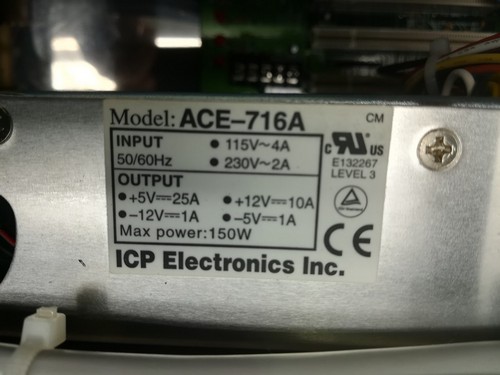 Model: ACE-716A
CM
INPUT
50/60Hz
• 115V~4A
• 230V~2A
OUTPUT
• +5V⎓25A • +12V⎓10A
• -12V⎓1A • -5V⎓1A
Max power:150W
c RU US
E132267
LEVEL 3
CE
ICP Electronics Inc.